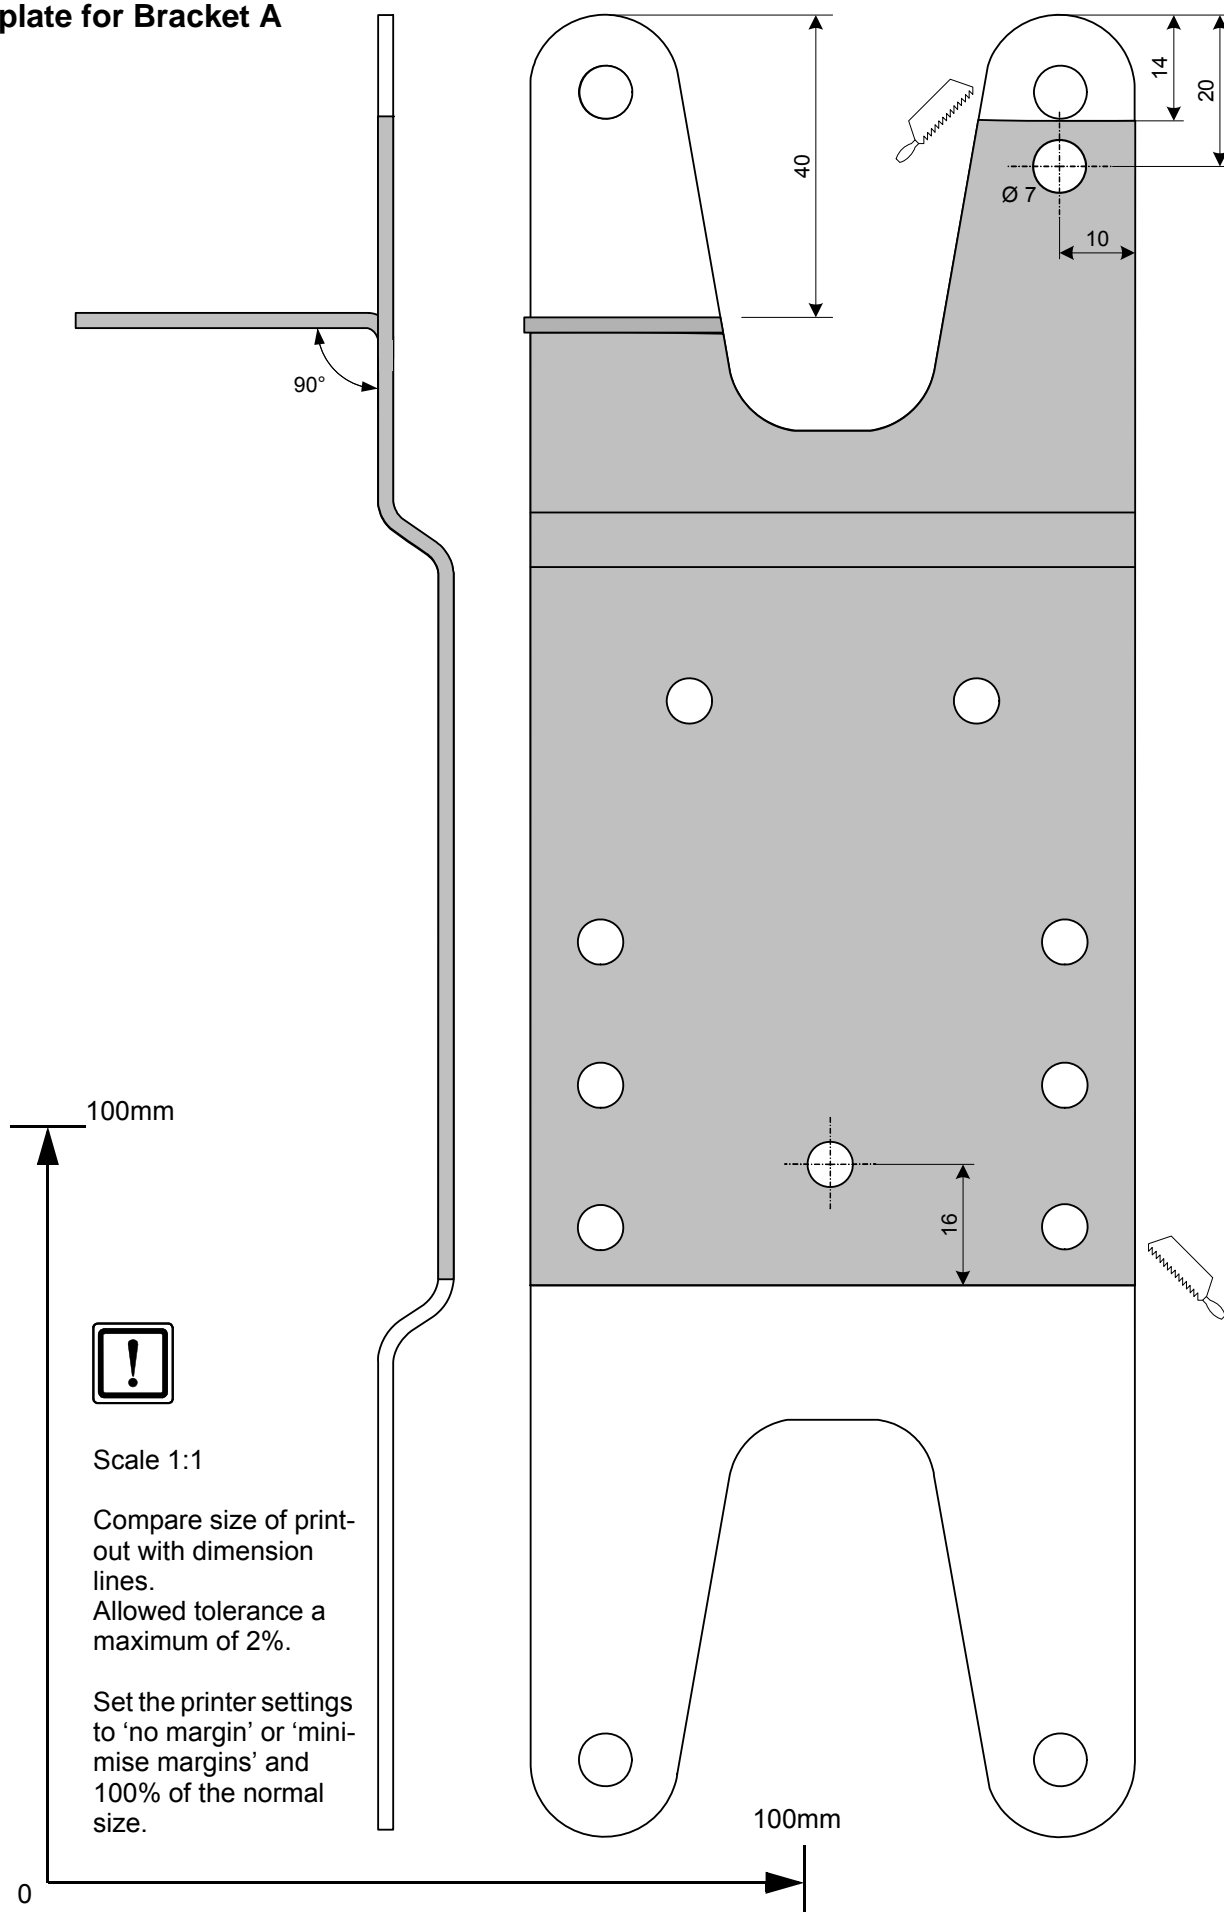 plate for Bracket A
40
14
20
Ø 7
10
90°
100mm
16
Scale 1:1
Compare size of print-
out with dimension
lines.
Allowed tolerance a
maximum of 2%.
Set the printer settings
to ‘no margin’ or ‘mini-
mise margins’ and
100% of the normal
size.
100mm
0